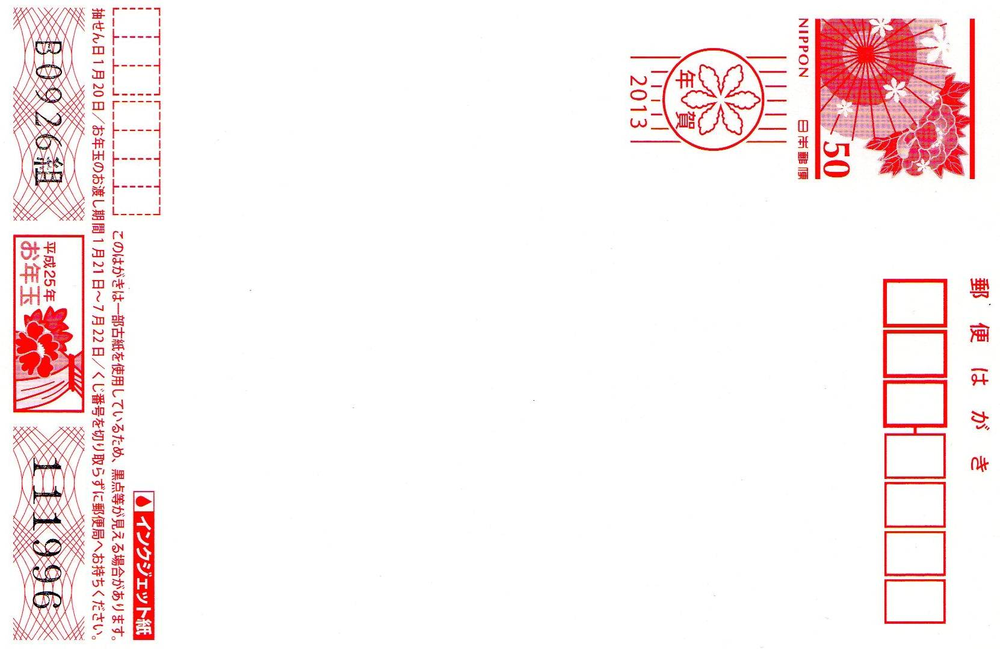 郵便はがき
NIPPON 日本郵便
50
年賀
2013
インクジェット紙
このはがきは一部古紙を使用しているため、黒点等が見える場合があります。
抽せん日1月20日/お年玉のお渡し期間1月21日~7月22日/くじ番号を切り取らずに郵便局へお持ちください。
B0926組
平成25年
お年玉
111996